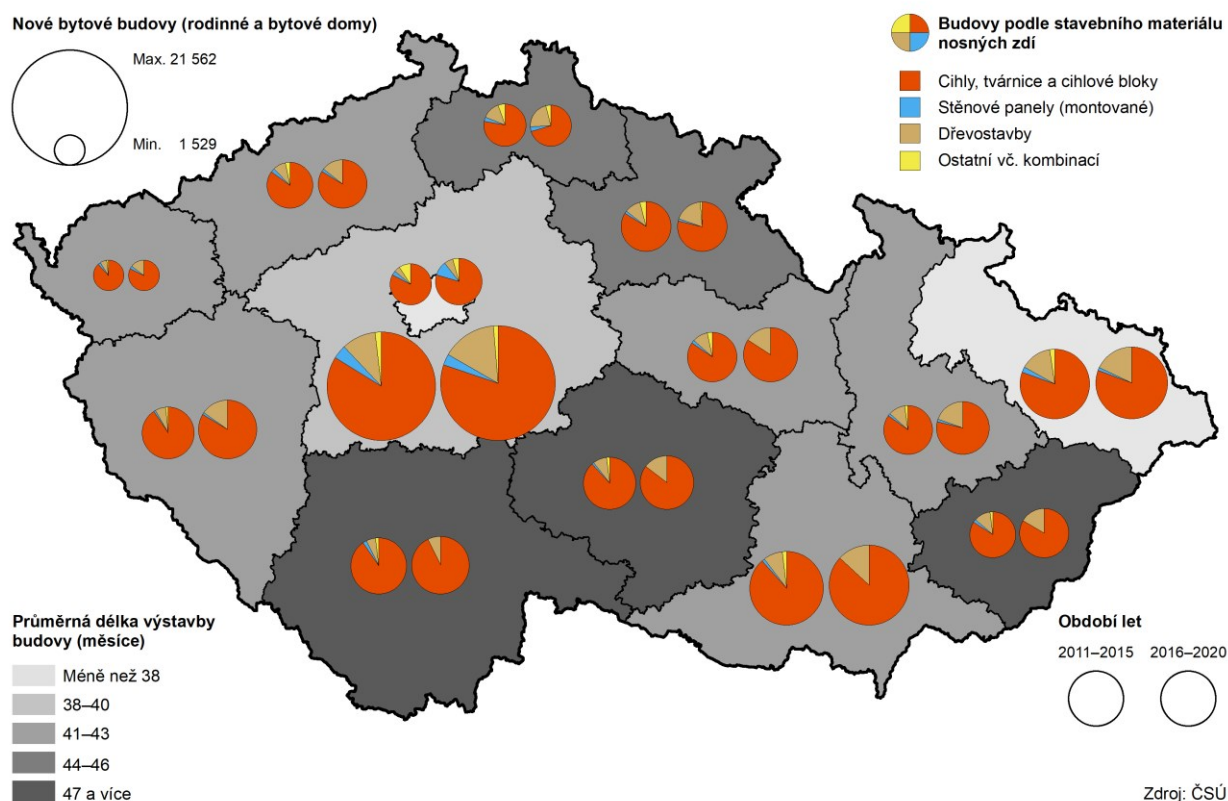 Nové bytové budovy (rodinné a bytové domy)
Max. 21 562
Min. 1 529
Budovy podle stavebního materiálu
nosných zdí
Cihly, tvárnice a cihlové bloky
Stěnové panely (montované)
Dřevostavby
Ostatní vč. kombinací
Průměrná délka výstavby
budovy (měsíce)
Méně než 38
38–40
41–43
44–46
47 a více
Období let
2011–2015 2016–2020
Zdroj: ČSÚ